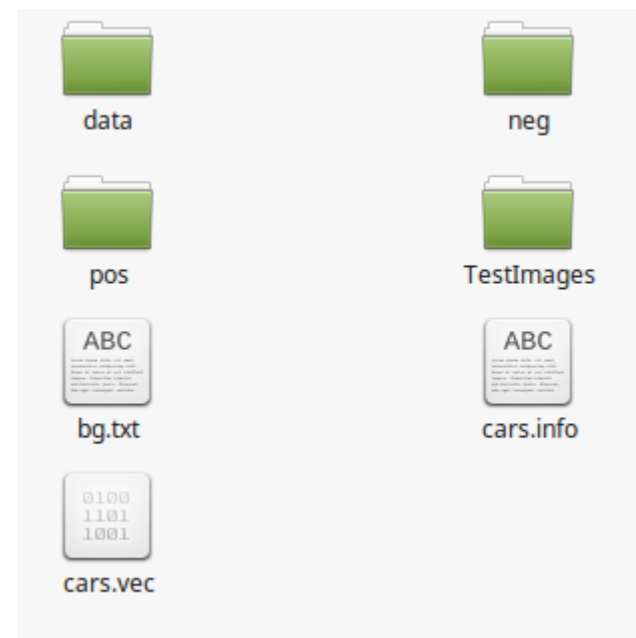 data
neg
pos
TestImages
ABC
bg.txt
ABC
cars.info
0100
1101
1001
cars.vec